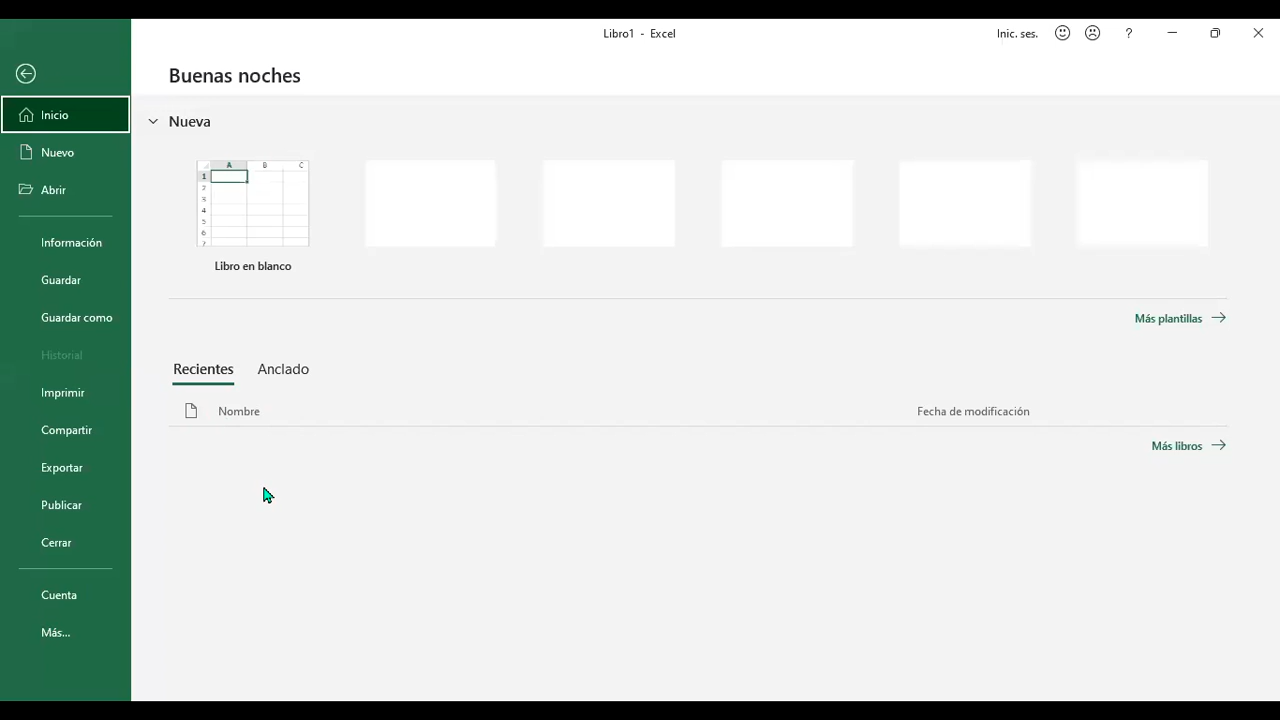 Libro1 - Excel
Inic. ses.
?
Buenas noches
Inicio
Nuevo
Abrir
Información
Guardar
Guardar como
Historial
Imprimir
Compartir
Exportar
Publicar
Cerrar
Cuenta
Más...
Nueva
A B C
1
2
3
4
5
6
7
Libro en blanco
Más plantillas
Recientes Anclado
Nombre Fecha de modificación
Más libros